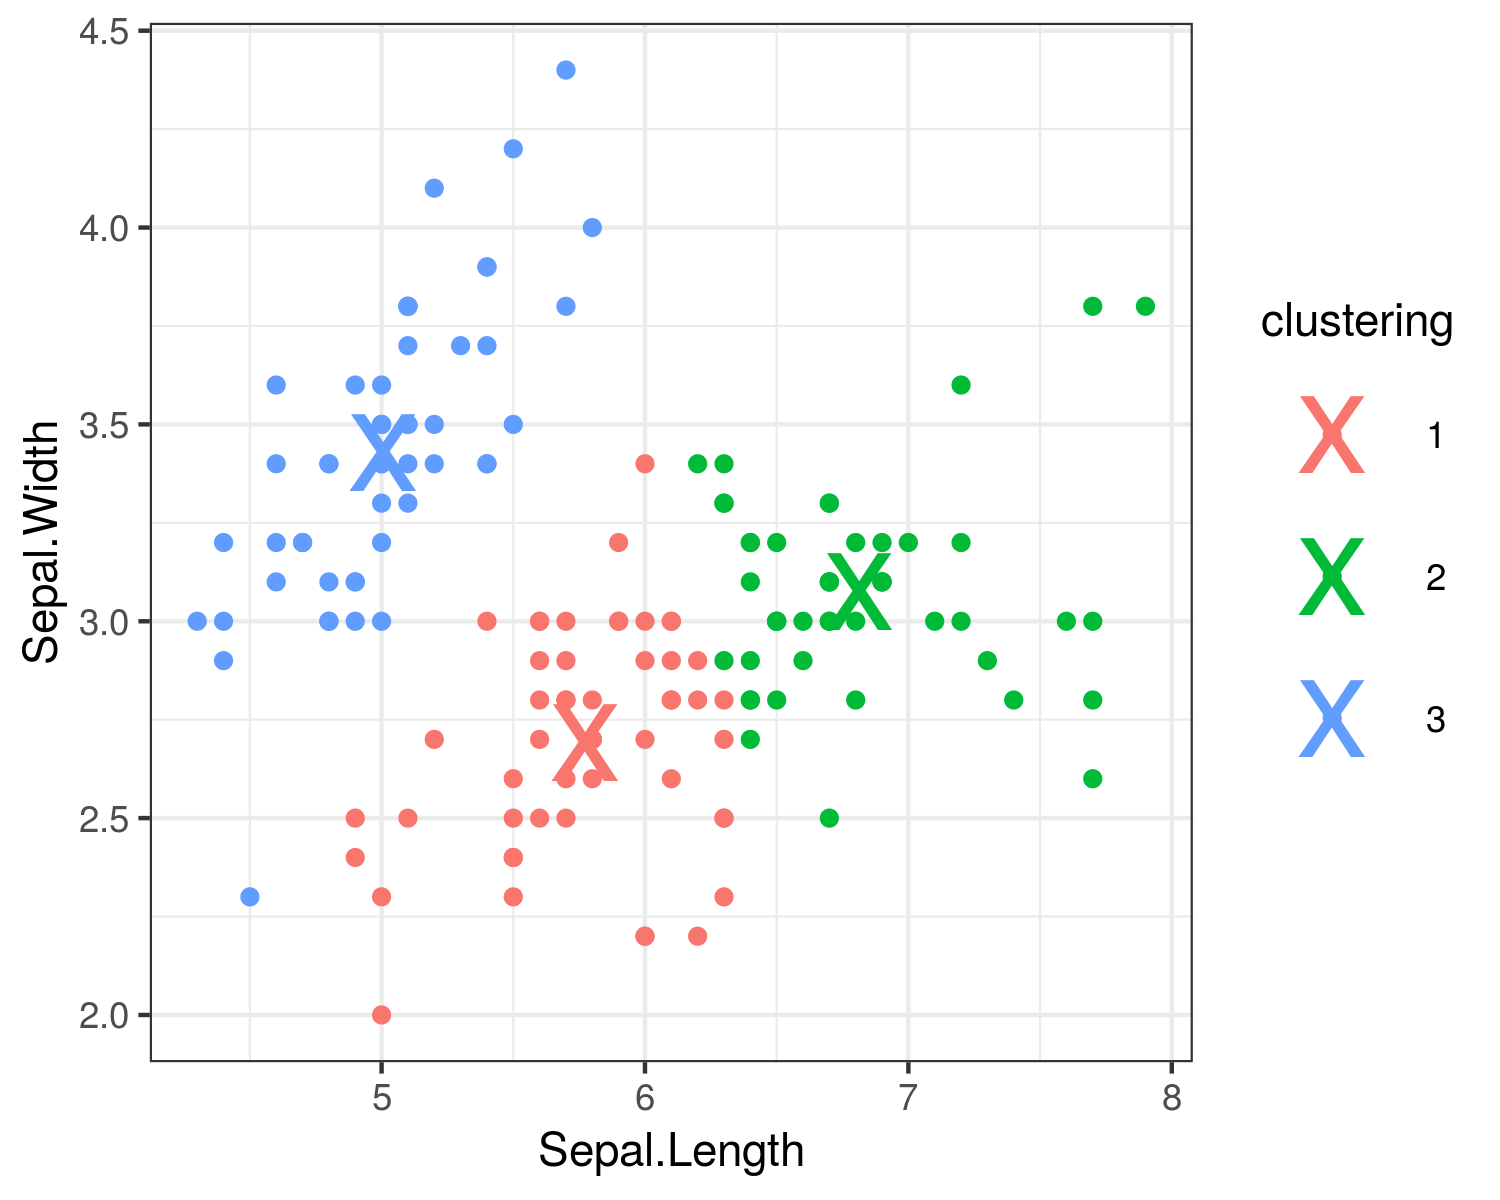 4.5
4.0
3.5
3.0
2.5
2.0
Sepal.Width
5 6 7 8
Sepal.Length
clustering
X 1
X 2
X 3
X
X
X